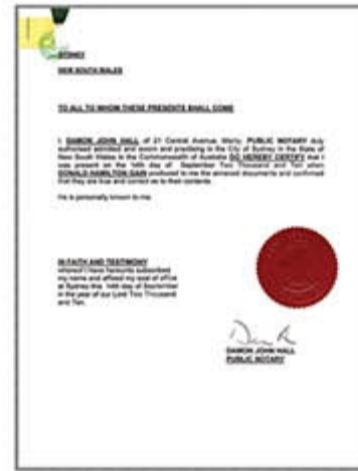 SYDNEY
NEW SOUTH WALES
TO ALL TO WHOM THESE PRESENTS SHALL COME
I, DAMON JOHN HALL of 21 Central Avenue, Manly, PUBLIC NOTARY duly
authorised admitted and sworn and practising in the City of Sydney in the State of
New South Wales in the Commonwealth of Australia DO HEREBY CERTIFY that I
was present on the 14th day of September Two Thousand and Ten when
DONALD HAMILTON GAIN produced to me the annexed documents and confirmed
that they are true and correct as to their contents.
He is personally known to me.
IN FAITH AND TESTIMONY
whereof I have hereunto subscribed
my name and affixed my seal of office
at Sydney this 14th day of September
in the year of our Lord Two Thousand
and Ten.
DAMON JOHN HALL
PUBLIC NOTARY